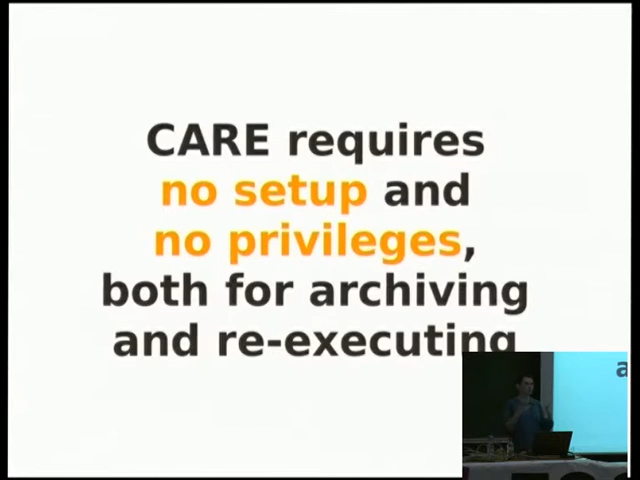 CARE requires
no setup and
no privileges,
both for archiving
and re-executing